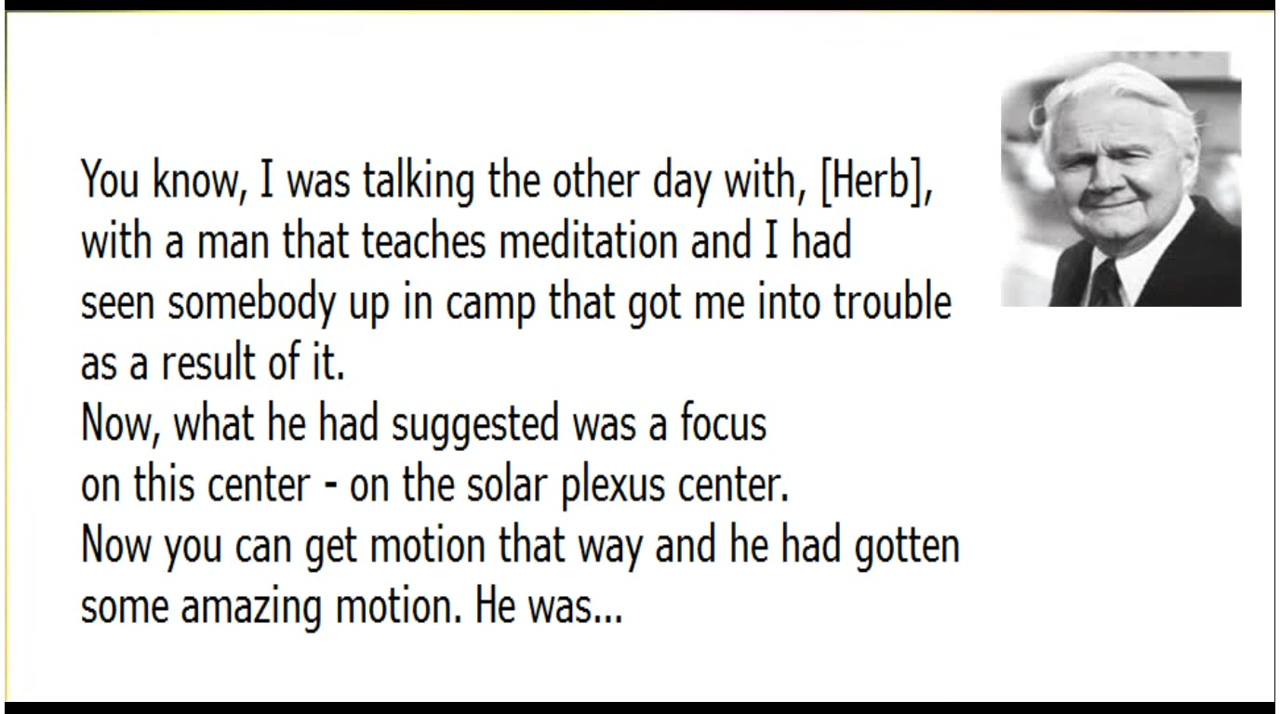 You know, I was talking the other day with, [Herb],
with a man that teaches meditation and I had
seen somebody up in camp that got me into trouble
as a result of it.
Now, what he had suggested was a focus
on this center - on the solar plexus center.
Now you can get motion that way and he had gotten
some amazing motion. He was...